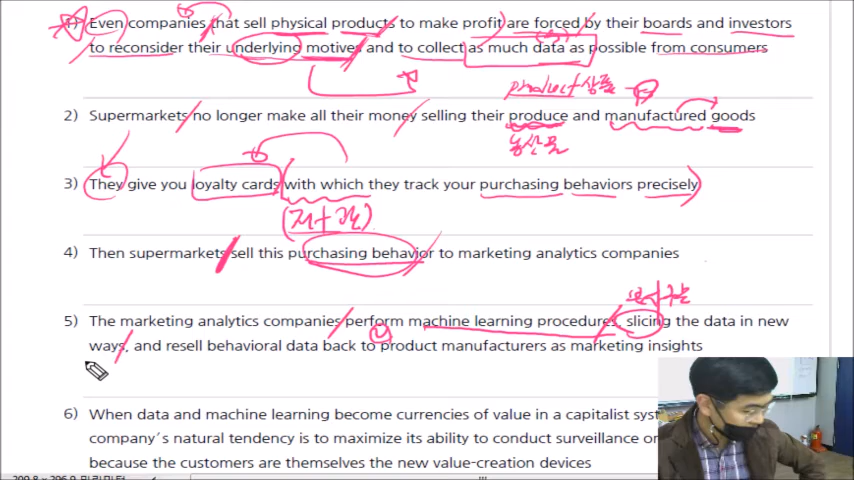 1) Even companies that sell physical products to make profit are forced by their boards and investors
to reconsider their underlying motives and to collect as much data as possible from consumers
product 상품
2) Supermarkets no longer make all their money selling their produce and manufactured goods
농산물
3) They give you loyalty cards with which they track your purchasing behaviors precisely
4) Then supermarkets sell this purchasing behavior to marketing analytics companies
5) The marketing analytics companies perform machine learning procedures, slicing the data in new
ways, and resell behavioral data back to product manufacturers as marketing insights
6) When data and machine learning become currencies of value in a capitalist
company's natural tendency is to maximize its ability to conduct surveillance
because the customers are themselves the new value-creation devices